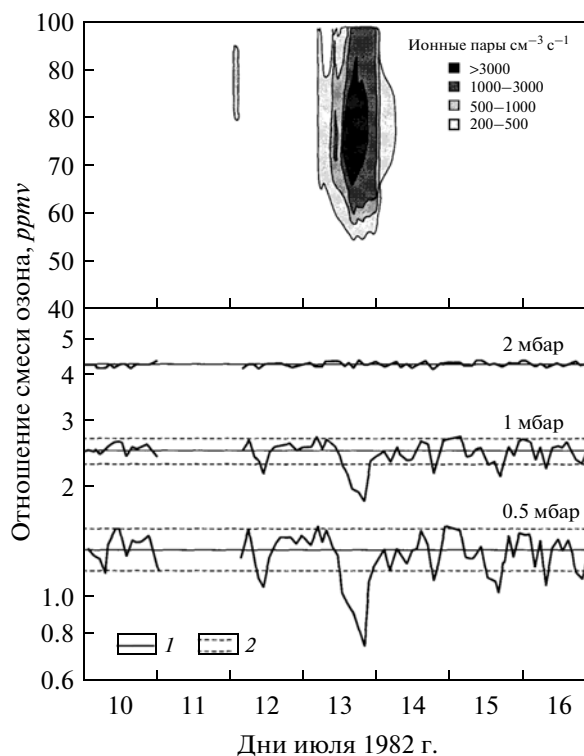 100
90
80
70
60
50
40
Ионные пары см⁻³ с⁻¹
>3000
1000–3000
500–1000
200–500
Отношение смеси озона, ppmv
5
4
3
2
1.0
0.8
0.6
2 мбар
1 мбар
0.5 мбар
1
2
10 11 12 13 14 15 16
Дни июля 1982 г.